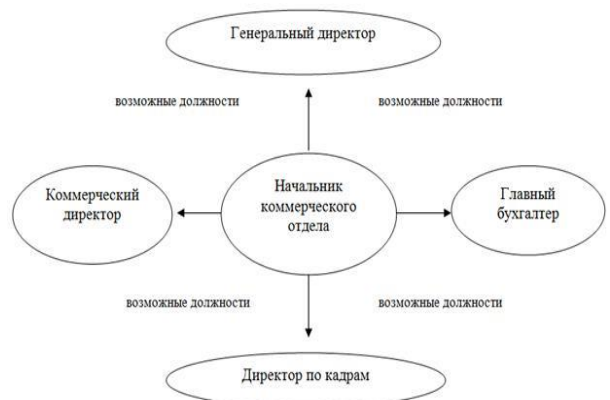 Генеральный директор
возможные должности
возможные должности
Коммерческий
директор
Начальник
коммерческого
отдела
Главный
бухгалтер
возможные должности
возможные должности
Директор по кадрам